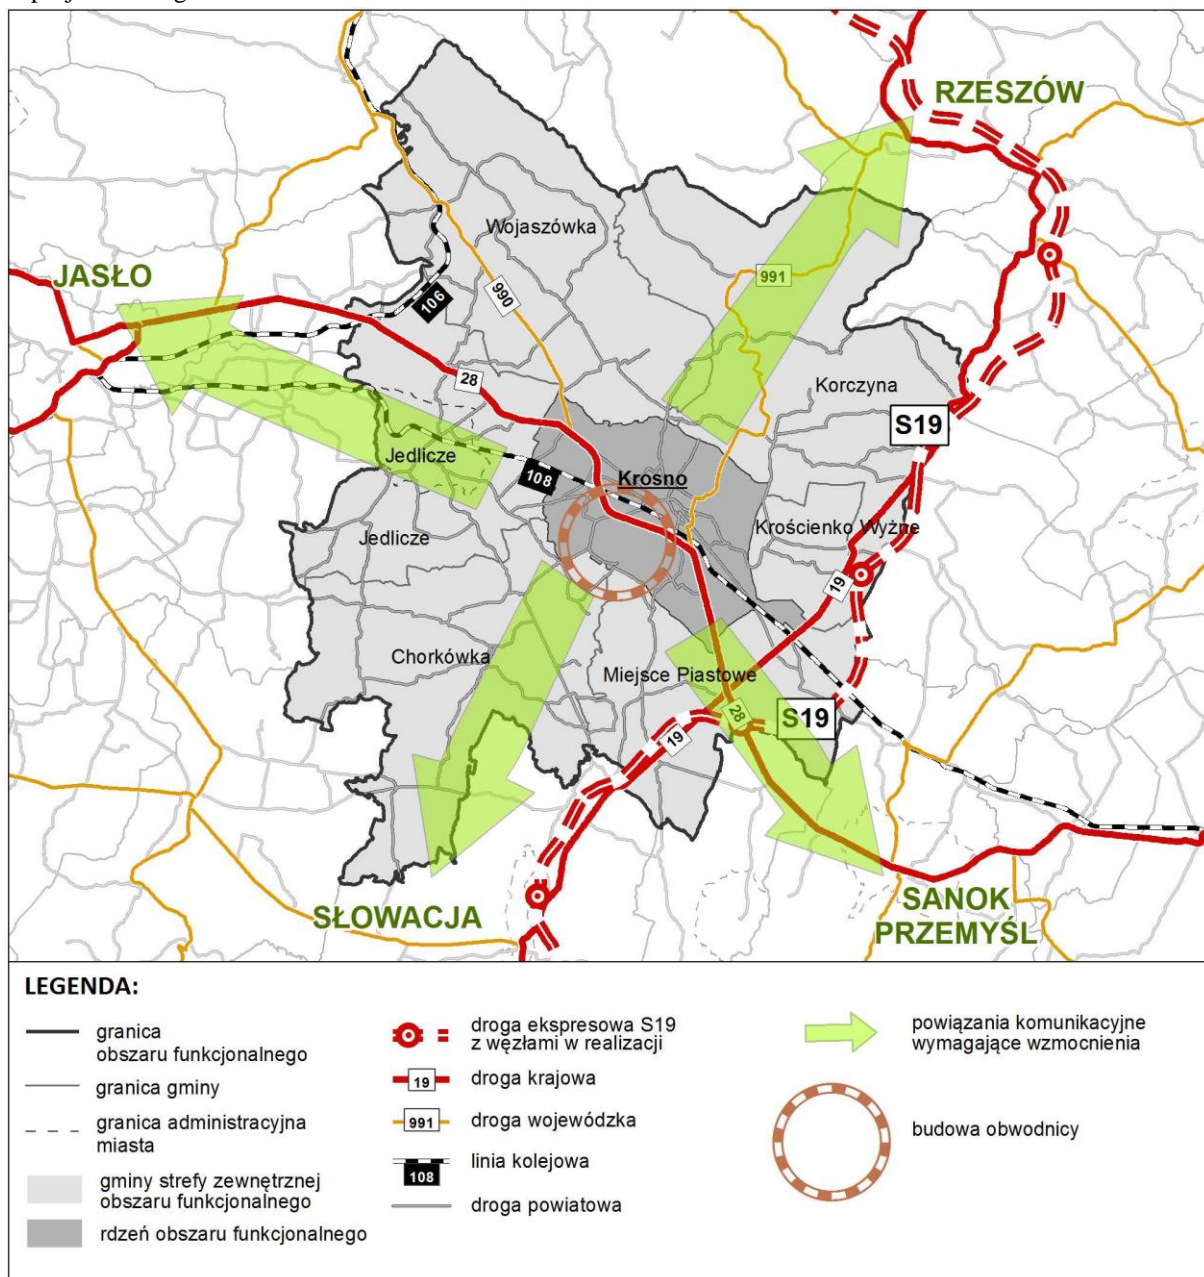 RZESZÓW
Wojaszówka
JASŁO
991
106
990
28
Korczyna
S19
Jedlicze
108
Krosno
Krościenko Wyżne
Jedlicze
19
Chorkówka
Miejsce Piastowe
28
S19
19
SŁOWACJA
SANOK
PRZEMYŚL
LEGENDA:
granica
obszaru funkcjonalnego
granica gminy
granica administracyjna
miasta
gminy strefy zewnętrznej
obszaru funkcjonalnego
rdzeń obszaru funkcjonalnego
droga ekspresowa S19
z węzłami w realizacji
19
droga krajowa
991
droga wojewódzka
linia kolejowa
108
droga powiatowa
powiązania komunikacyjne
wymagające wzmocnienia
budowa obwodnicy